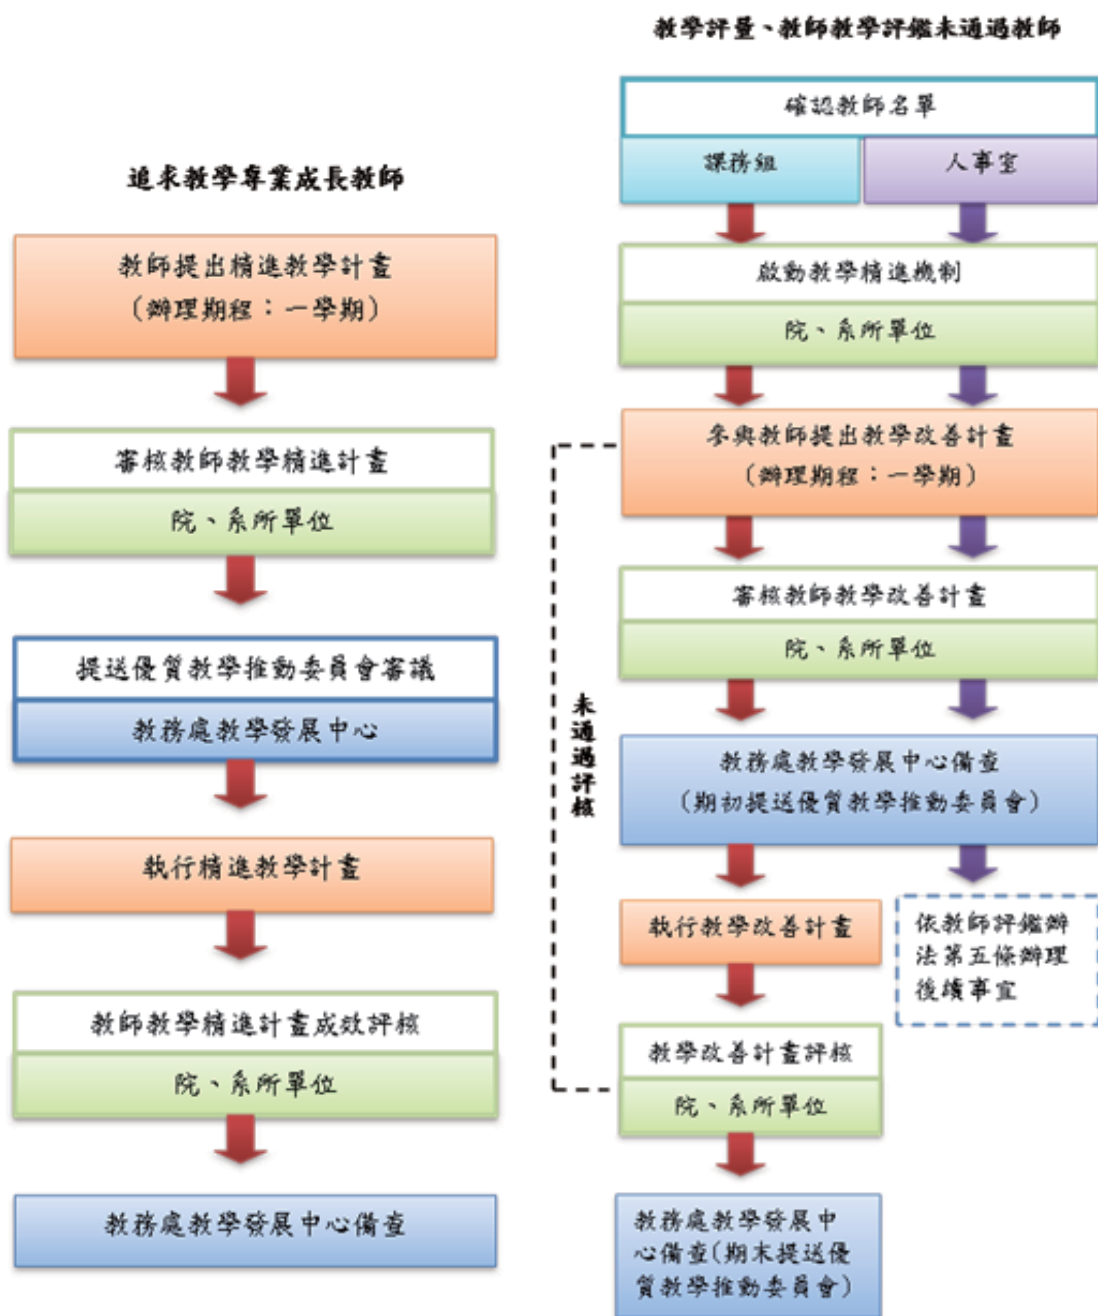 追求教學專業成長教師
教師提出精進教學計畫
(辦理期程：一學期)
審核教師教學精進計畫
院、系所單位
提送優質教學推動委員會審議
教務處教學發展中心
執行精進教學計畫
教師教學精進計畫成效評核
院、系所單位
教務處教學發展中心備查
教學評量、教師教學評鑑未通過教師
確認教師名單
課務組
人事室
啟動教學精進機制
院、系所單位
參與教師提出教學改善計畫
(辦理期程：一學期)
審核教師教學改善計畫
院、系所單位
教務處教學發展中心備查
(期初提送優質教學推動委員會)
執行教學改善計畫
依教師評鑑辦
法第五條辦理
後續事宜
教學改善計畫評核
院、系所單位
未通過評核
教務處教學發展中
心備查(期末提送優
質教學推動委員會)